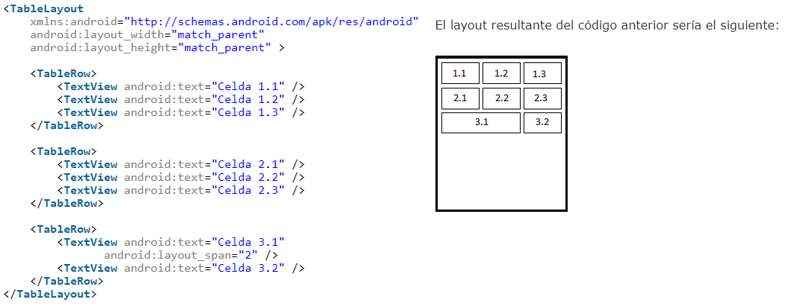 <TableLayout
xmlns:android="http://schemas.android.com/apk/res/android"
android:layout_width="match_parent"
android:layout_height="match_parent" >
<TableRow>
<TextView android:text="Celda 1.1" />
<TextView android:text="Celda 1.2" />
<TextView android:text="Celda 1.3" />
</TableRow>
<TableRow>
<TextView android:text="Celda 2.1" />
<TextView android:text="Celda 2.2" />
<TextView android:text="Celda 2.3" />
</TableRow>
<TableRow>
<TextView android:text="Celda 3.1"
android:layout_span="2" />
<TextView android:text="Celda 3.2" />
</TableRow>
</TableLayout>
El layout resultante del código anterior sería el siguiente:
1.1 1.2 1.3
2.1 2.2 2.3
3.1 3.2